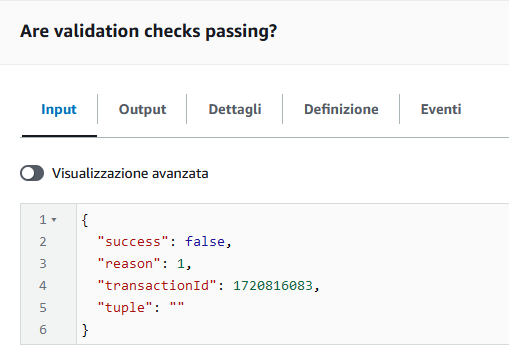 Are validation checks passing?
Input Output Dettagli Definizione Eventi
Visualizzazione avanzata
1 {
2 "success": false,
3 "reason": 1,
4 "transactionId": 1720816083,
5 "tuple": ""
6 }